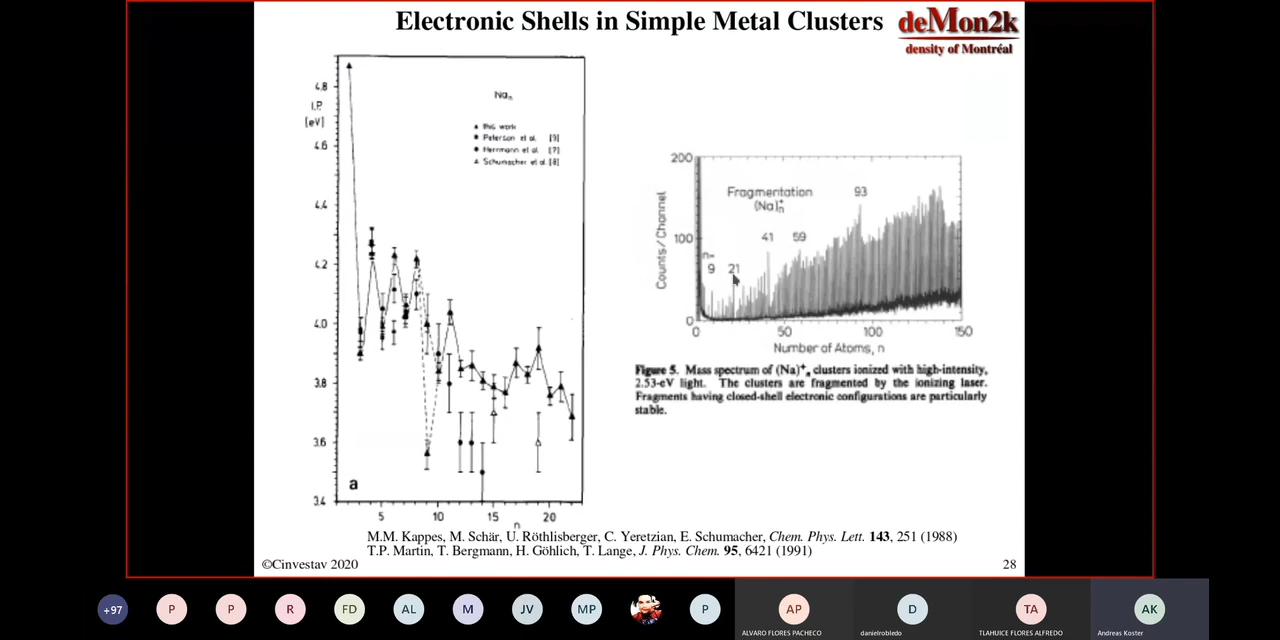 Electronic Shells in Simple Metal Clusters
deMon2k
density of Montréal
4.8
I.P.
[eV]
4.6
4.4
4.2
4.0
3.8
3.6
3.4
Naₙ
this work
Peterson et al. [9]
Herrmann et al. [7]
Schumacher et al. [8]
a
5
10
15
20
n
200
100
0
Counts/Channel
Fragmentation
(Na)ₙ⁺
93
41
59
n=
9
21
0
50
100
150
Number of Atoms, n
Figure 5. Mass spectrum of (Na)⁺ₙ clusters ionized with high-intensity,
2.53-eV light. The clusters are fragmented by the ionizing laser.
Fragments having closed-shell electronic configurations are particularly
stable.
M.M. Kappes, M. Schär, U. Röthlisberger, C. Yeretzian, E. Schumacher, Chem. Phys. Lett. 143, 251 (1988)
T.P. Martin, T. Bergmann, H. Göhlich, T. Lange, J. Phys. Chem. 95, 6421 (1991)
©Cinvestav 2020
28
+97
P
P
R
FD
AL
M
JV
MP
P
AP
D
TA
AK
ALVARO FLORES PACHECO
danielrobledo
TLAHUICE FLORES ALFREDO
Andreas Koster